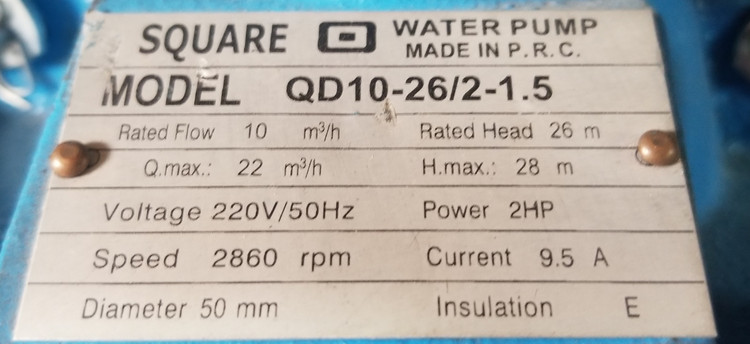 SQUARE WATER PUMP
MADE IN P.R.C.
MODEL QD10-26/2-1.5
Rated Flow 10 m³/h Rated Head 26 m
Q.max.: 22 m³/h H.max.: 28 m
Voltage 220V/50Hz Power 2HP
Speed 2860 rpm Current 9.5 A
Diameter 50 mm Insulation E